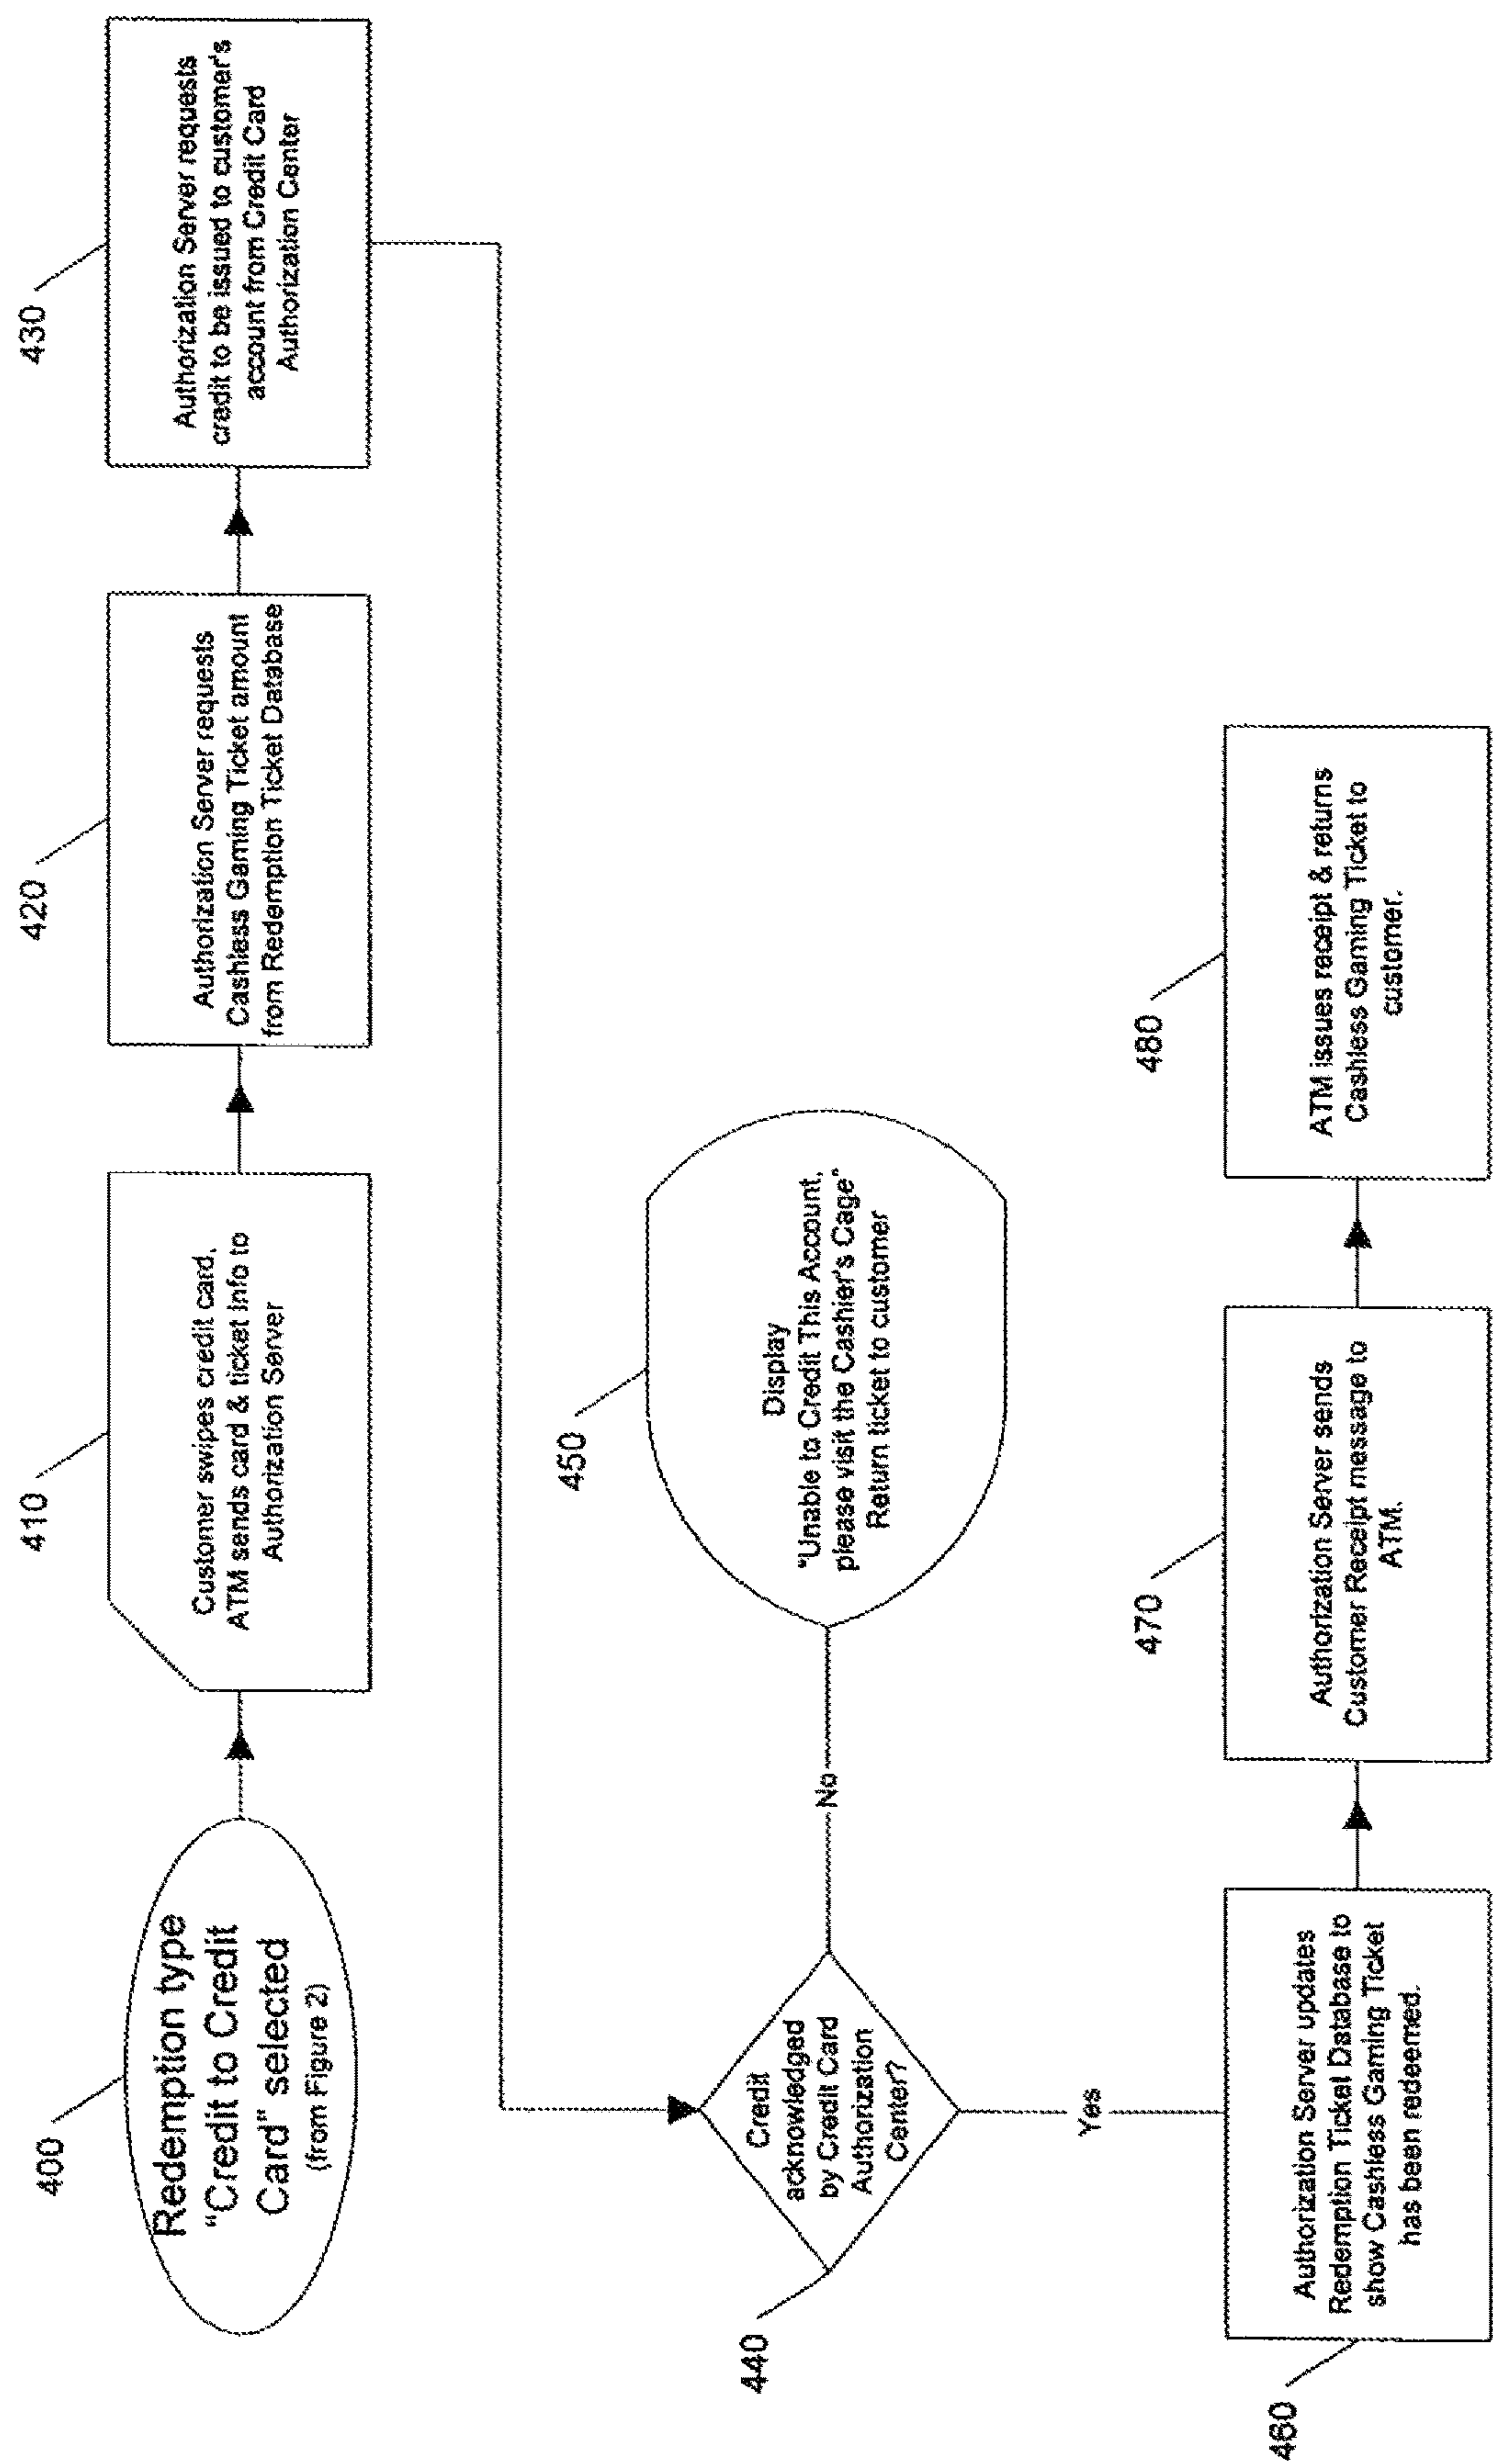 400
Redemption type
“Credit to Credit
Card” selected
(from Figure 2)
410
Customer swipes credit card.
ATM sends card & ticket Info to
Authorization Server
420
Authorization Server requests
Cashless Gaming Ticket amount
from Redemption Ticket Database
430
Authorization Server requests
credit to be issued to customer's
account from Credit Card
Authorization Center
440
Credit
acknowledged
by Credit Card
Authorization
Center?
No
450
Display
"Unable to Credit This Account,
please visit the Cashier's Cage"
Return ticket to customer
Yes
460
Authorization Server updates
Redemption Ticket Database to
show Cashless Gaming Ticket
has been redeemed.
470
Authorization Server sends
Customer Receipt message to
ATM.
480
ATM issues receipt & returns
Cashless Gaming Ticket to
customer.